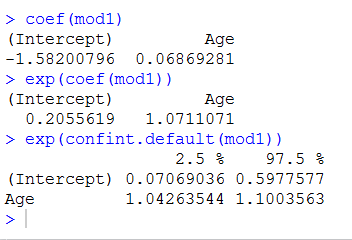 > coef(mod1)
(Intercept) Age
-1.58200796 0.06869281
> exp(coef(mod1))
(Intercept) Age
0.2055619 1.0711071
> exp(confint.default(mod1))
2.5 % 97.5 %
(Intercept) 0.07069036 0.5977577
Age 1.04263544 1.1003563
>